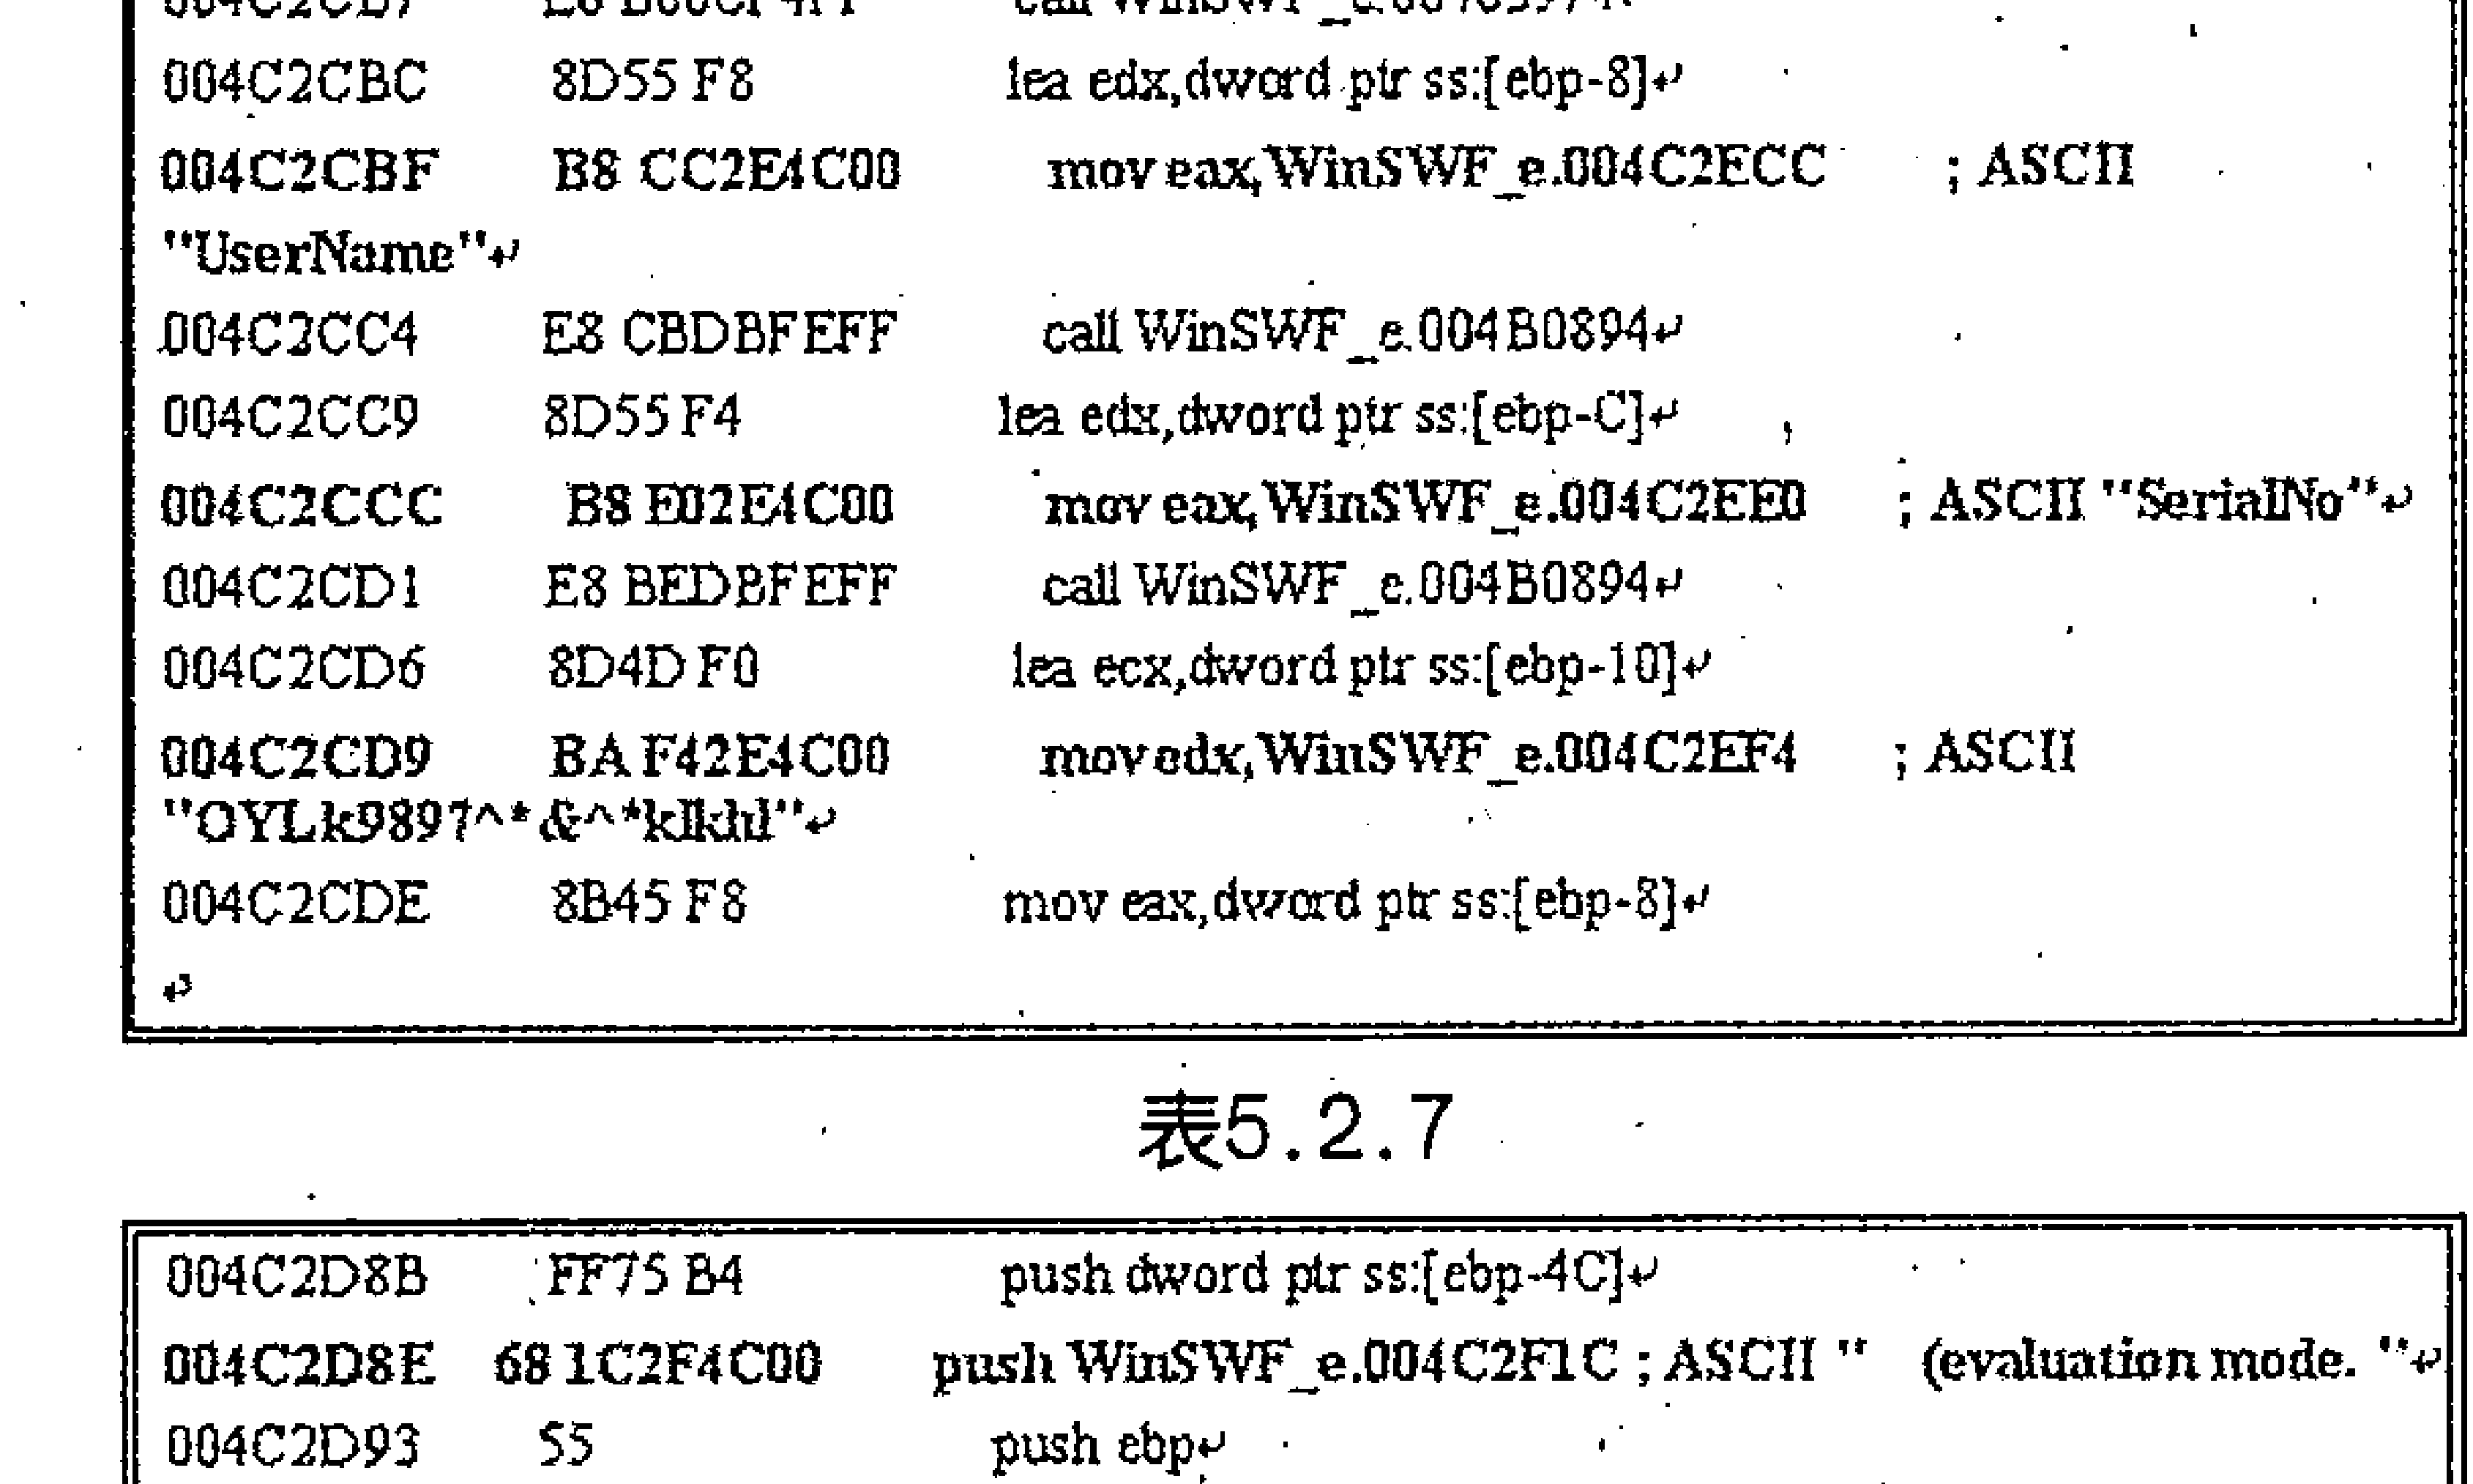 004C2CBC 8D55 F8 lea edx,dword ptr ss:[ebp-8]↵
004C2CBF B8 CC2E4C00 mov eax,WinSWF_e.004C2ECC ; ASCII
"UserName"↵
004C2CC4 E8 CBDBFEFF call WinSWF_e.004B0894↵
004C2CC9 8D55 F4 lea edx,dword ptr ss:[ebp-C]↵
004C2CCC B8 E02E4C00 mov eax,WinSWF_e.004C2EE0 ; ASCII "SerialNo"↵
004C2CD1 E8 BEDBFEFF call WinSWF_e.004B0894↵
004C2CD6 8D4D F0 lea ecx,dword ptr ss:[ebp-10]↵
004C2CD9 BA F42E4C00 mov edx,WinSWF_e.004C2EF4 ; ASCII
"OYLk9897^*&^*klkhl"↵
004C2CDE 8B45 F8 mov eax,dword ptr ss:[ebp-8]↵
↵
表5.2.7
004C2D8B FF75 B4 push dword ptr ss:[ebp-4C]↵
004C2D8E 68 1C2F4C00 push WinSWF_e.004C2F1C ; ASCII " (evaluation mode. "↵
004C2D93 55 push ebp↵